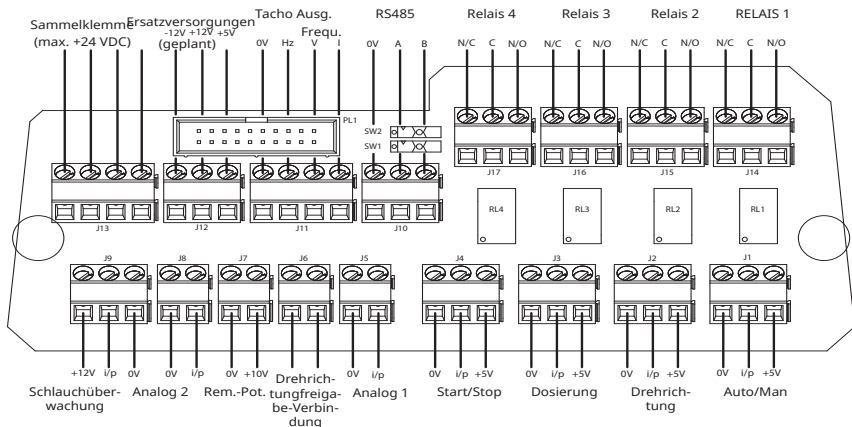 Sammelklemme
(max. +24 VDC)
Ersatzversorgungen
-12V +12V +5V
(geplant)
Tacho Ausg.
Frequ.
0V Hz V I
RS485
0V A B
Relais 4
N/C C N/O
Relais 3
N/C C N/O
Relais 2
N/C C N/O
RELAIS 1
N/C C N/O
PL1
SW2
SW1
J17 J16 J15 J14
J13 J12 J11 J10
RL4 RL3 RL2 RL1
J9 J8 J7 J6 J5 J4 J3 J2 J1
+12V i/p 0V
Schlauchüber-
wachung
0V i/p
Analog 2
0V +10V
Rem.-Pot.
Drehrich-
tungfreiga-
be-Verbin-
dung
0V i/p
Analog 1
0V i/p +5V
Start/Stop
0V i/p +5V
Dosierung
0V i/p +5V
Drehrich-
tung
0V i/p +5V
Auto/Man